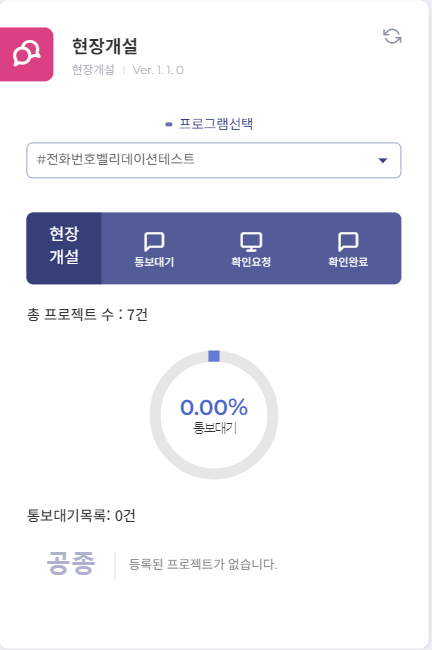 현장개설
현장개설 | Ver. 1. 1. 0
프로그램선택
#전화번호벨리데이션테스트
현장
개설
통보대기
확인요청
확인완료
총 프로젝트 수 : 7건
0.00%
통보대기
통보대기목록: 0건
공종
등록된 프로젝트가 없습니다.